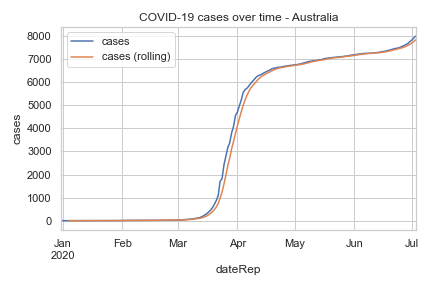 COVID-19 cases over time - Australia
cases
cases (rolling)
8000
7000
6000
5000
4000
3000
2000
1000
0
cases
Jan Feb Mar Apr May Jun Jul
2020
dateRep